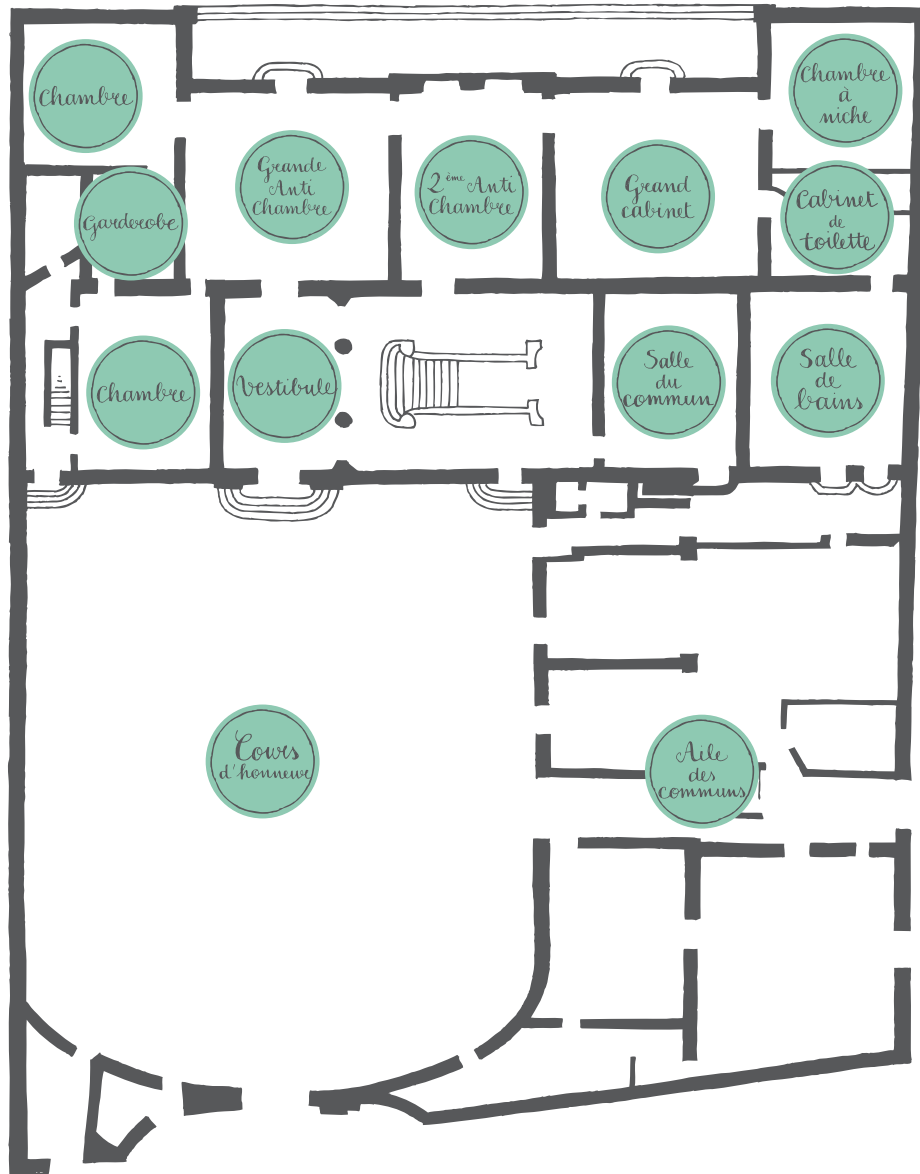 Chambre
Chambre
à
niche
Grande
Anti
Chambre
2ème Anti
Chambre
Grand
cabinet
Garderobe
Cabinet
de
toilette
Chambre
Vestibule
Salle
du
commun
Salle
de
bains
Cours
d'honneur
Aile
des
communs